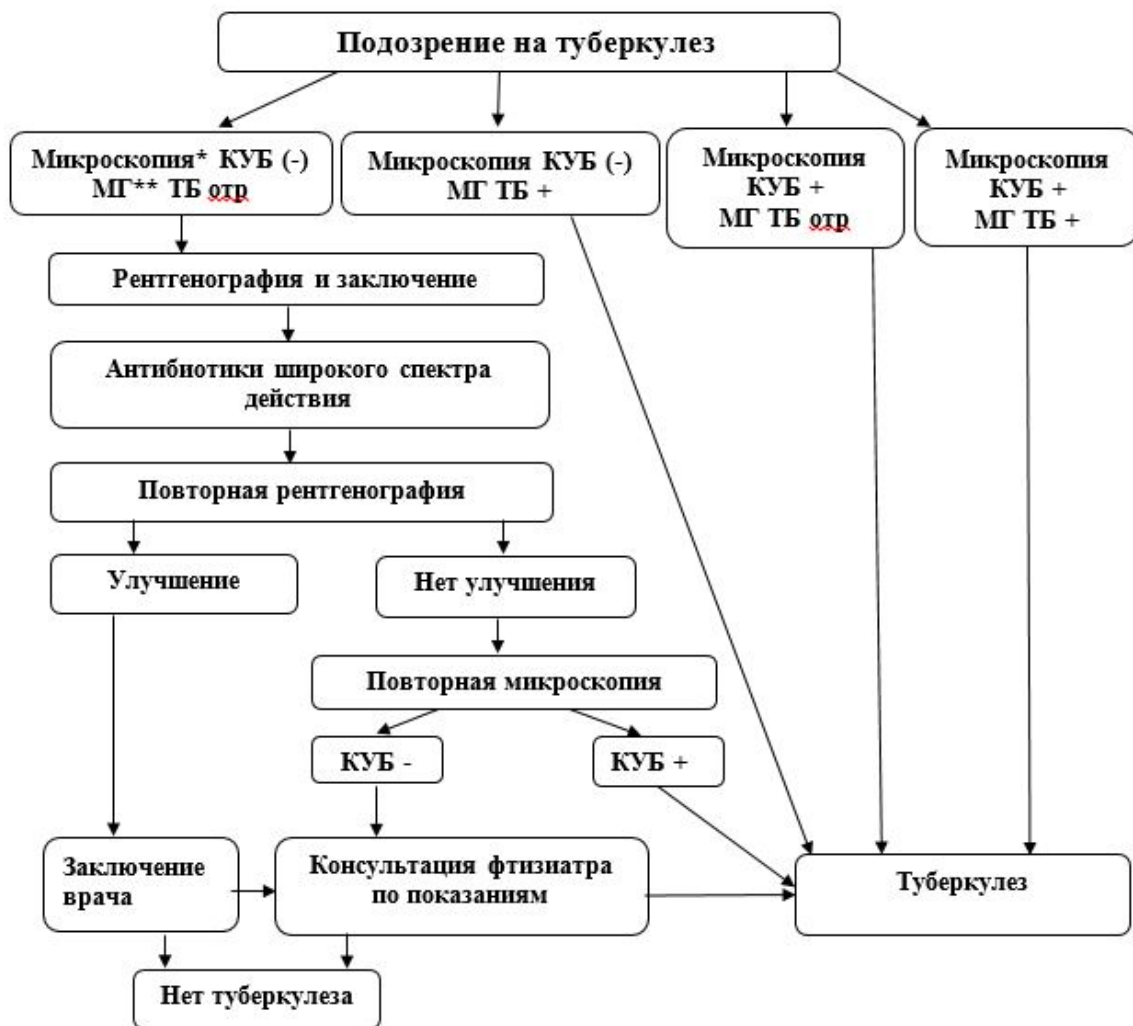 Подозрение на туберкулез
Микроскопия* КУБ (-)
МГ** ТБ отр
Микроскопия КУБ (-)
МГ ТБ +
Микроскопия
КУБ +
МГ ТБ отр
Микроскопия
КУБ +
МГ ТБ +
Рентгенография и заключение
Антибиотики широкого спектра
действия
Повторная рентгенография
Улучшение
Нет улучшения
Повторная микроскопия
КУБ -
КУБ +
Заключение
врача
Консультация фтизиатра
по показаниям
Туберкулез
Нет туберкулеза